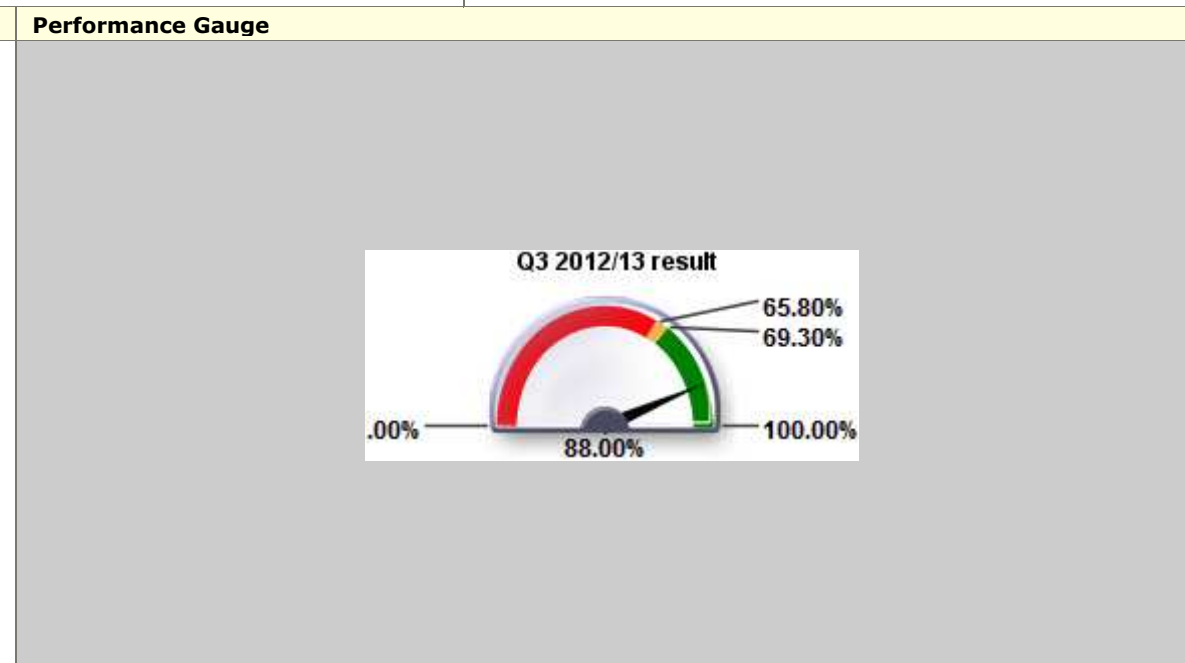 Performance Gauge
Q3 2012/13 result
65.80%
69.30%
.00%
100.00%
88.00%